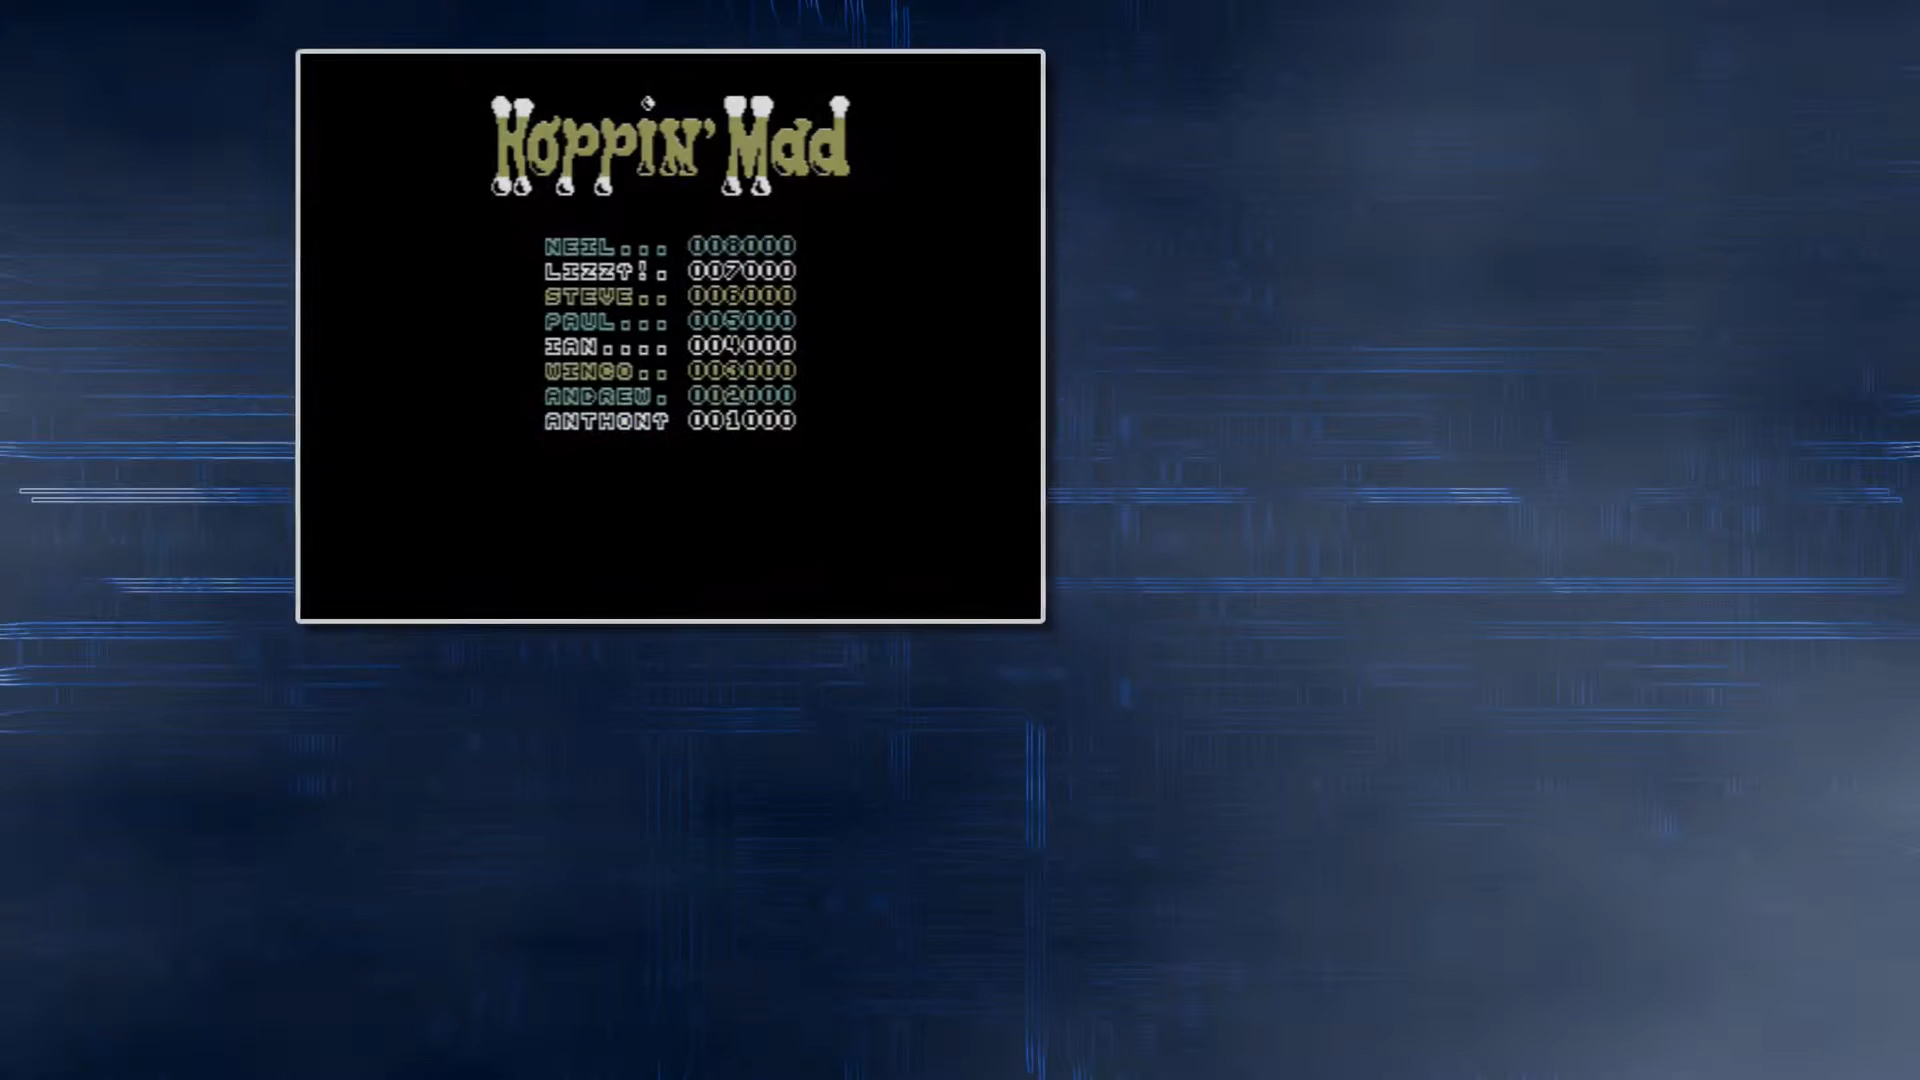 Hoppin' Mad
NEIL... 008000
LIZZY!. 007000
STEVE.. 006000
PAUL... 005000
IAN.... 004000
WINGO.. 003000
ANDREW. 002000
ANTHONY 001000